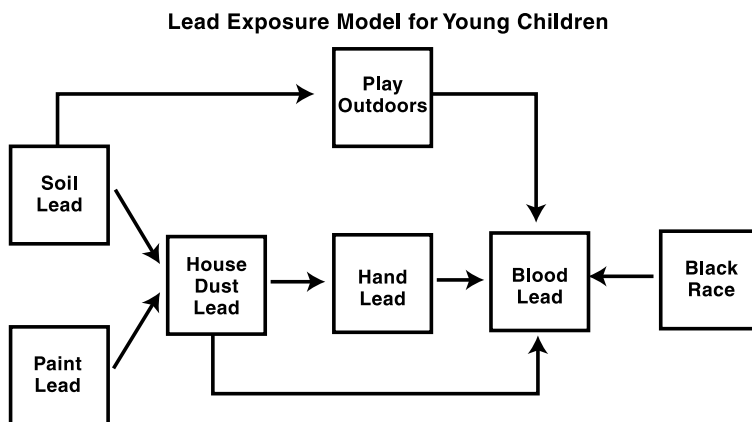 Lead Exposure Model for Young Children
Play
Outdoors
Soil
Lead
House
Dust
Lead
Hand
Lead
Blood
Lead
Black
Race
Paint
Lead